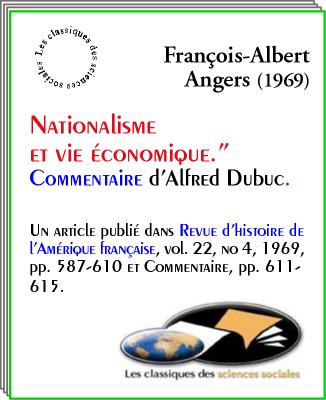 Les classiques des sciences sociales
François-Albert
Angers (1969)
Nationalisme
et vie économique.”
Commentaire d’Alfred Dubuc.
Un article publié dans Revue d’histoire de
l’Amérique française, vol. 22, no 4, 1969,
pp. 587-610 et Commentaire, pp. 611-
615.
Les classiques des sciences sociales